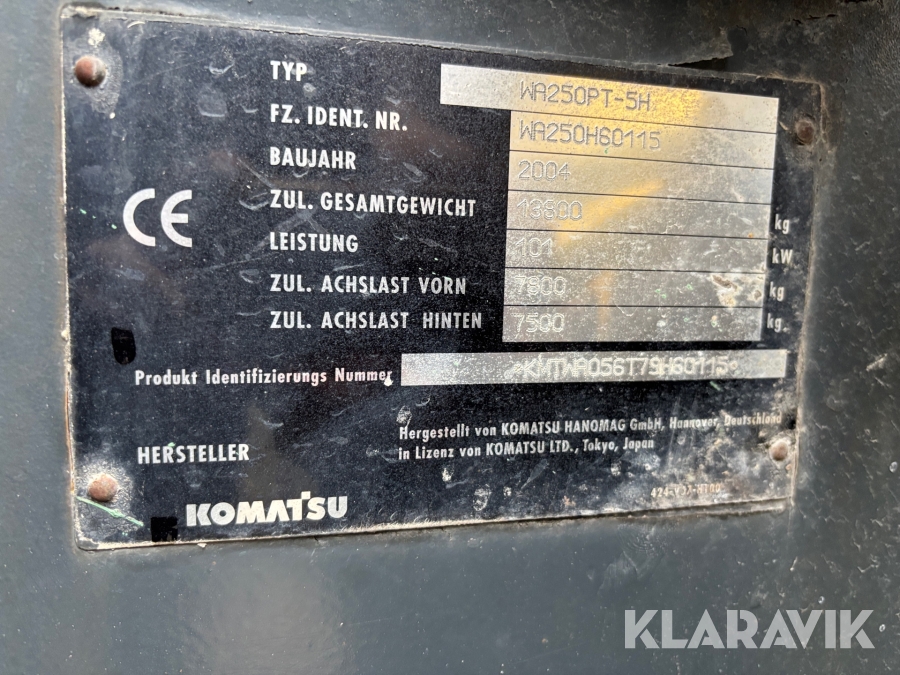 TYP WA250PT-5H
FZ. IDENT. NR. WA250H60115
BAUJAHR 2004
ZUL. GESAMTGEWICHT 13800 kg
LEISTUNG 101 kW
ZUL. ACHSLAST VORN 7800 kg
ZUL. ACHSLAST HINTEN 7500 kg
CE
Produkt Identifizierungs Nummer *KMTWA056T75H60115*
HERSTELLER
Hergestellt von KOMATSU HANOMAG GmbH, Hannover, Deutschland
in Lizenz von KOMATSU LTD., Tokyo, Japan
KOMATSU
KLARAVIK